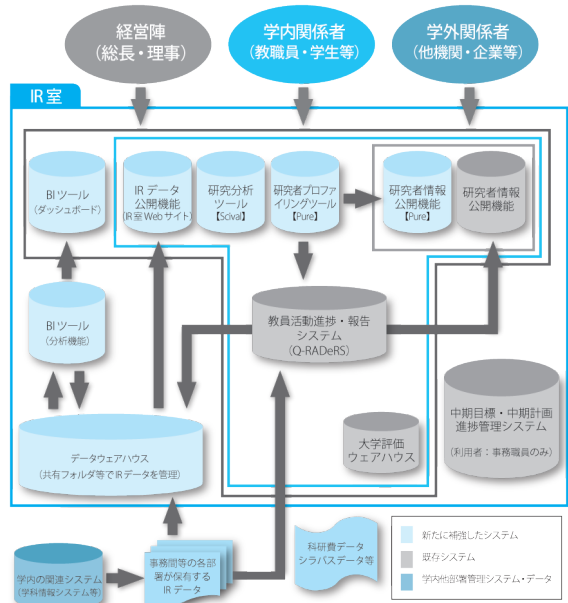 経営陣
(総長・理事)
学内関係者
(教職員・学生等)
学外関係者
(他機関・企業等)
IR室
BIツール
(ダッシュボード)
IRデータ
公開機能
(IR室Webサイト)
研究分析
ツール
【Scival】
研究者プロファ
イリングツール
【Pure】
研究者情報
公開機能
【Pure】
研究者情報
公開機能
BIツール
(分析機能)
教員活動進捗・報告
システム
(Q-RADeRS)
中期目標・中期計画
進捗管理システム
(利用者：事務職員のみ)
大学評価
ウェアハウス
データウェアハウス
(共有フォルダ等でIRデータを管理)
学内の関連システム
(学科情報システム等)
事務間等の各部
署が保有する
IRデータ
科研費データ
シラバスデータ等
新たに補強したシステム
既存システム
学内他部署管理システム・データ